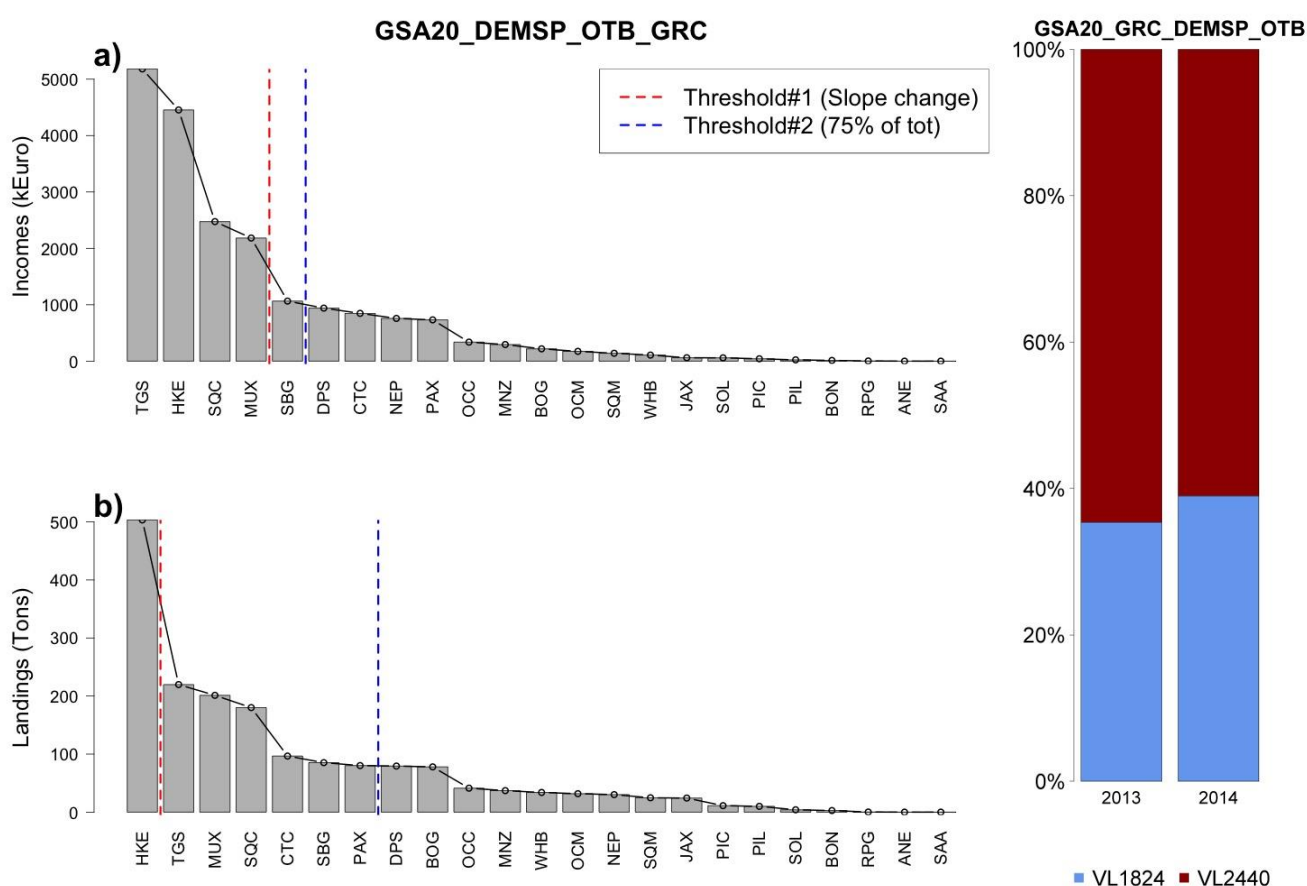 GSA20_DEMSP_OTB_GRC
a)
Incomes (kEuro)
5000
4000
3000
2000
1000
0
Threshold#1 (Slope change)
Threshold#2 (75% of tot)
TGS HKE SQC MUX SBG DPS CTC NEP PAX OCC MNZ BOG OCM SQM WHB JAX SOL PIC PIL BON RPG ANE SAA
b)
Landings (Tons)
500
400
300
200
100
0
HKE TGS MUX SQC CTC SBG PAX DPS BOG OCC MNZ WHB OCM NEP SQM JAX PIC PIL SOL BON RPG ANE SAA
GSA20_GRC_DEMSP_OTB
100%
80%
60%
40%
20%
0%
2013 2014
VL1824 VL2440